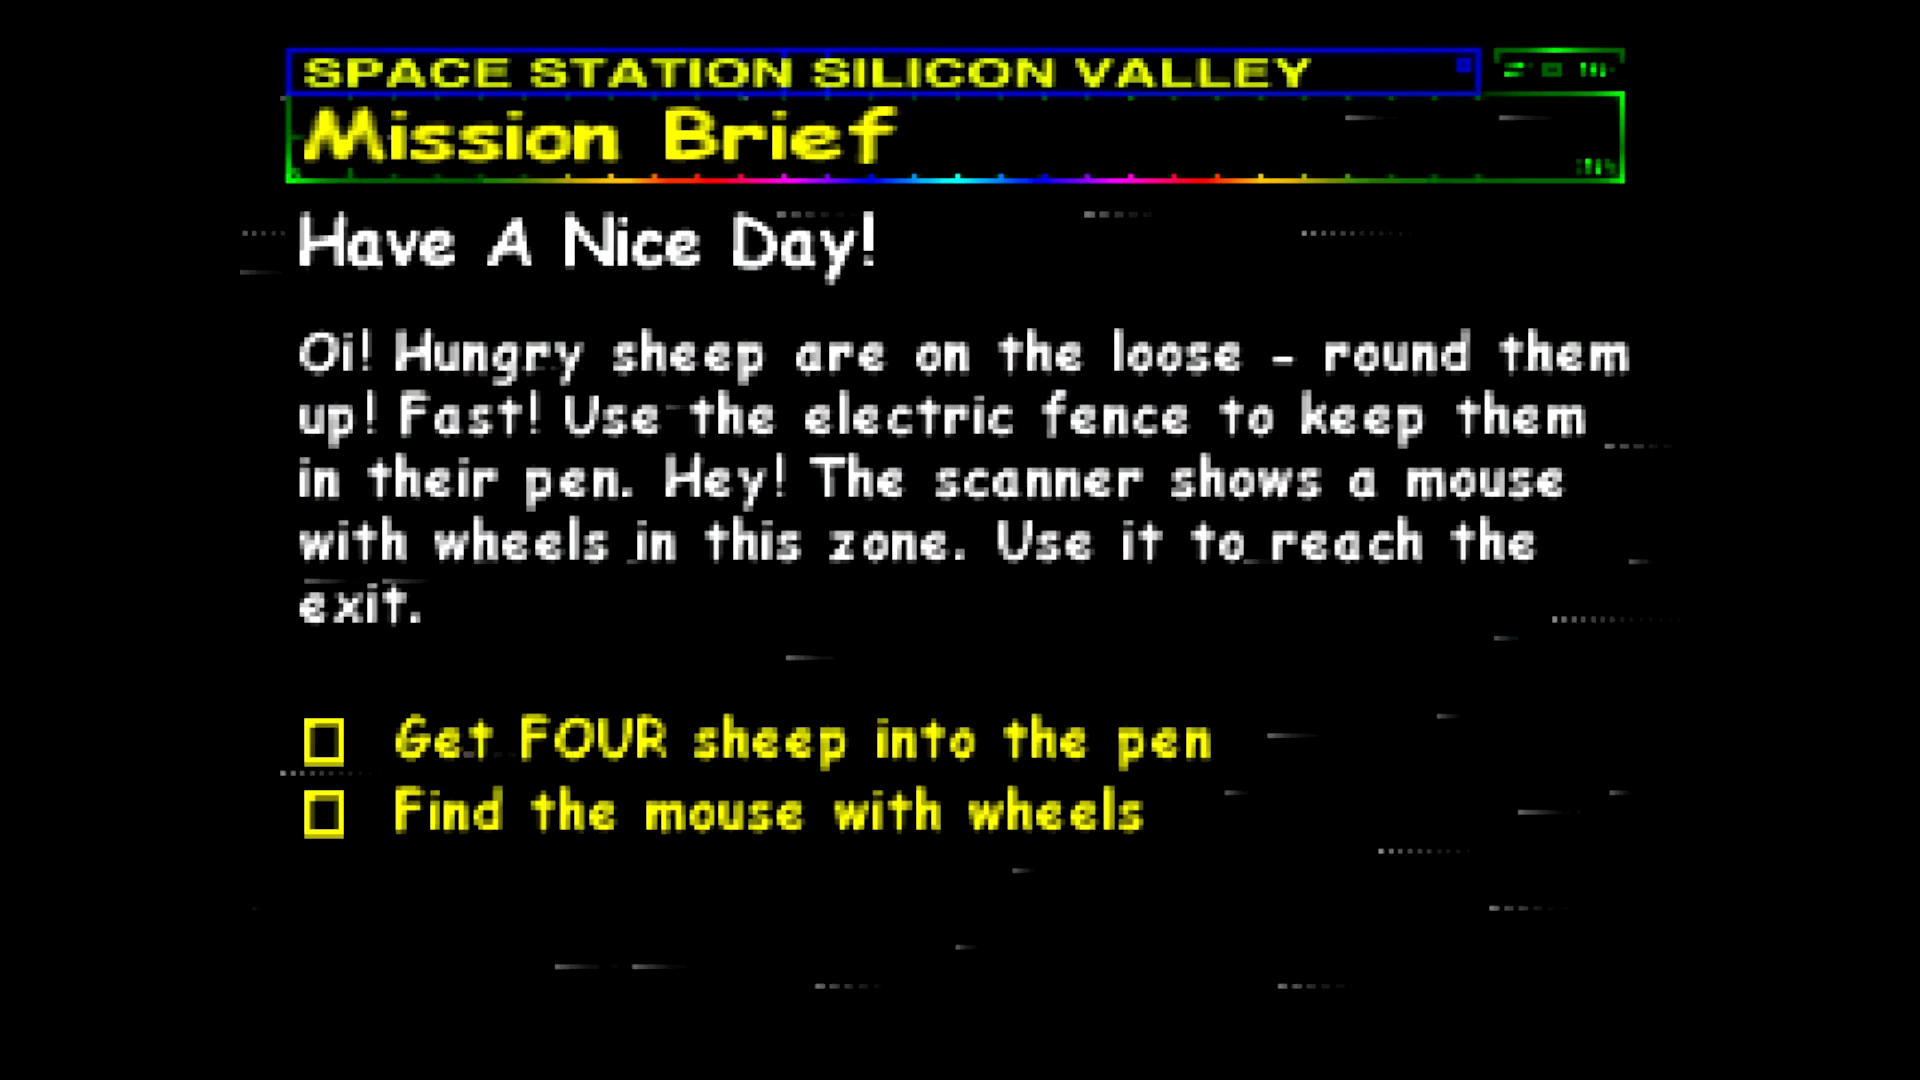 SPACE STATION SILICON VALLEY
Mission Brief
Have A Nice Day!
Oi! Hungry sheep are on the loose - round them
up! Fast! Use the electric fence to keep them
in their pen. Hey! The scanner shows a mouse
with wheels in this zone. Use it to reach the
exit.
Get FOUR sheep into the pen
Find the mouse with wheels